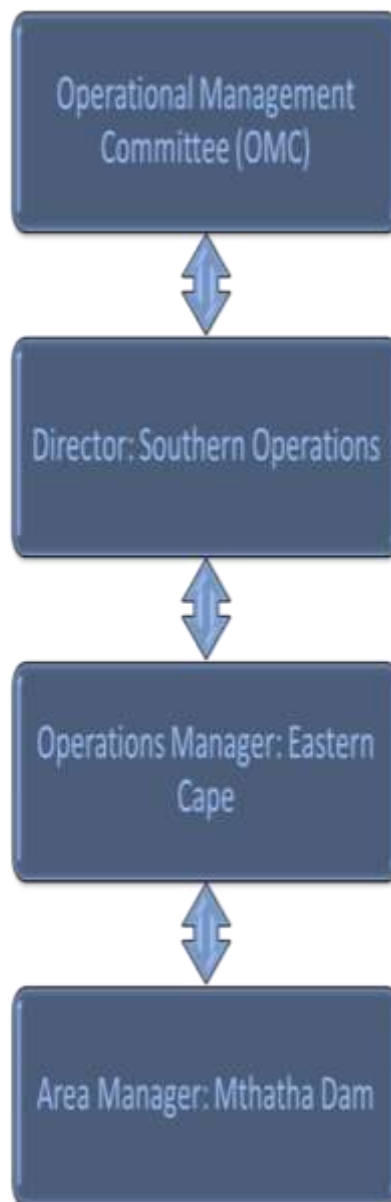 Operational Management
Committee (OMC)
Director: Southern Operations
Operations Manager: Eastern
Cape
Area Manager: Mthatha Dam